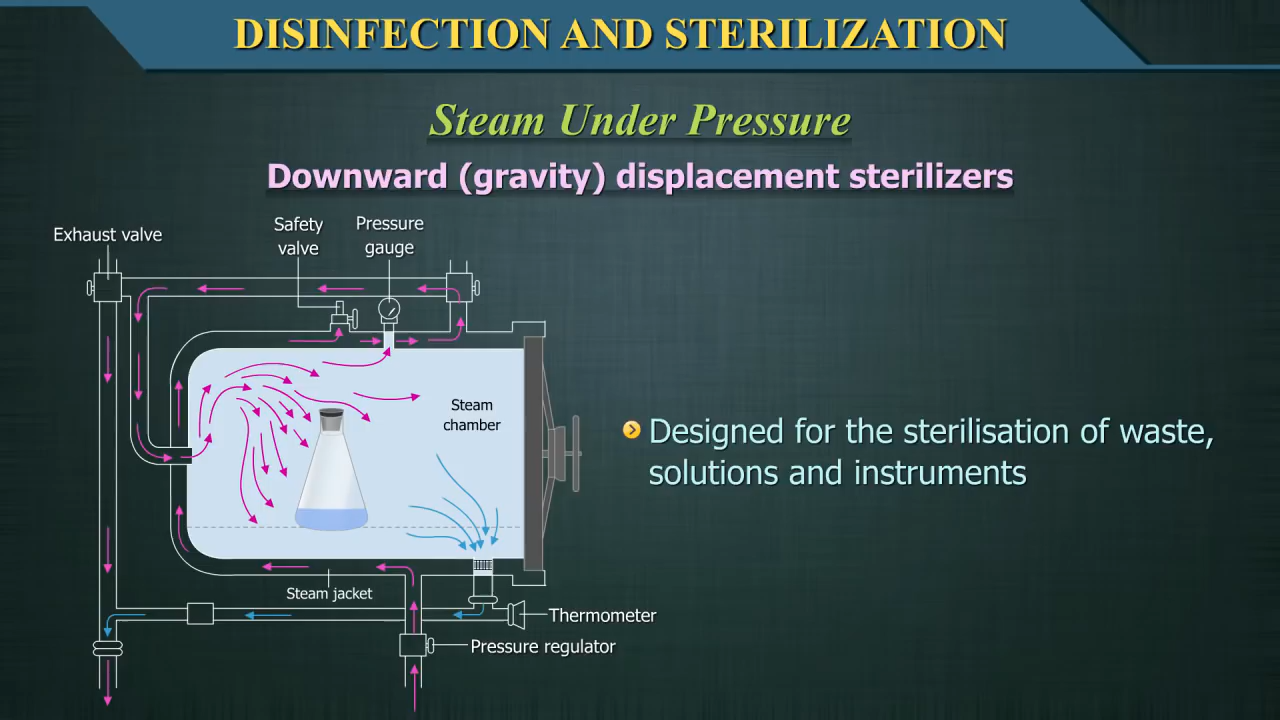 DISINFECTION AND STERILIZATION
Steam Under Pressure
Downward (gravity) displacement sterilizers
Exhaust valve
Safety
valve
Pressure
gauge
Steam
chamber
Designed for the sterilisation of waste,
solutions and instruments
Steam jacket
Thermometer
Pressure regulator